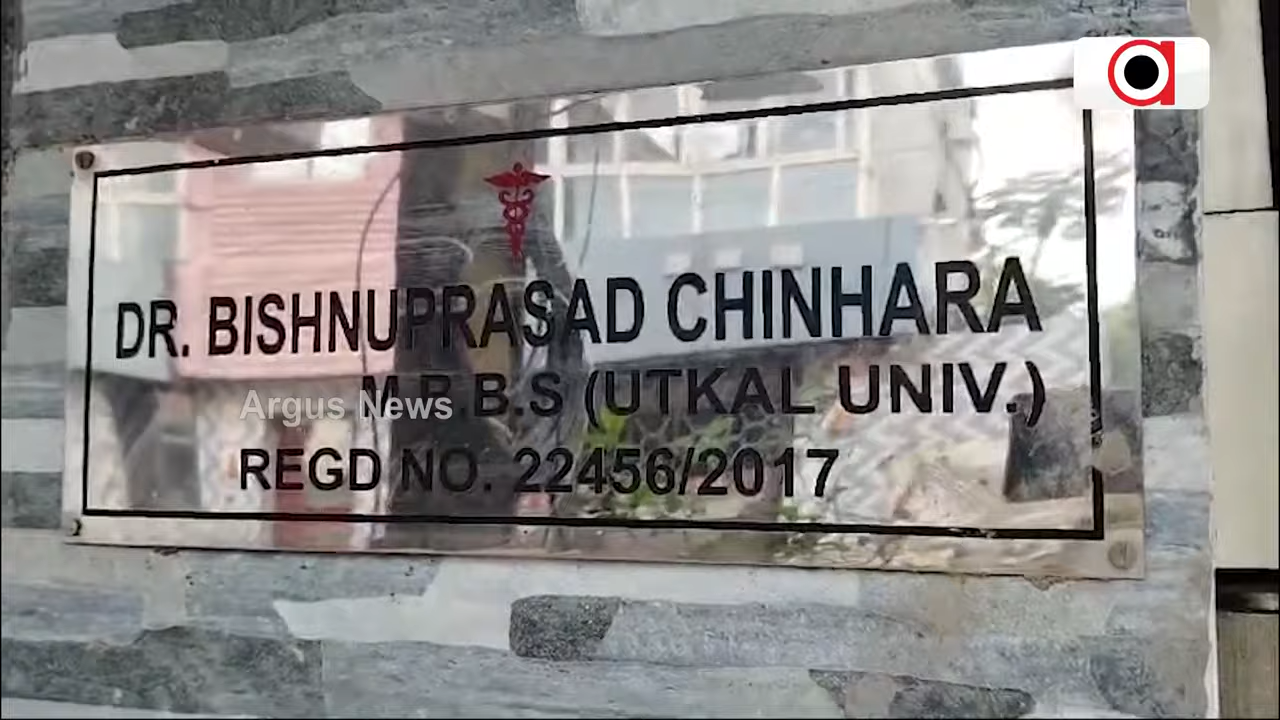 DR. BISHNUPRASAD CHINHARA
M.B.B.S (UTKAL UNIV.)
Argus News
REGD NO. 22456/2017